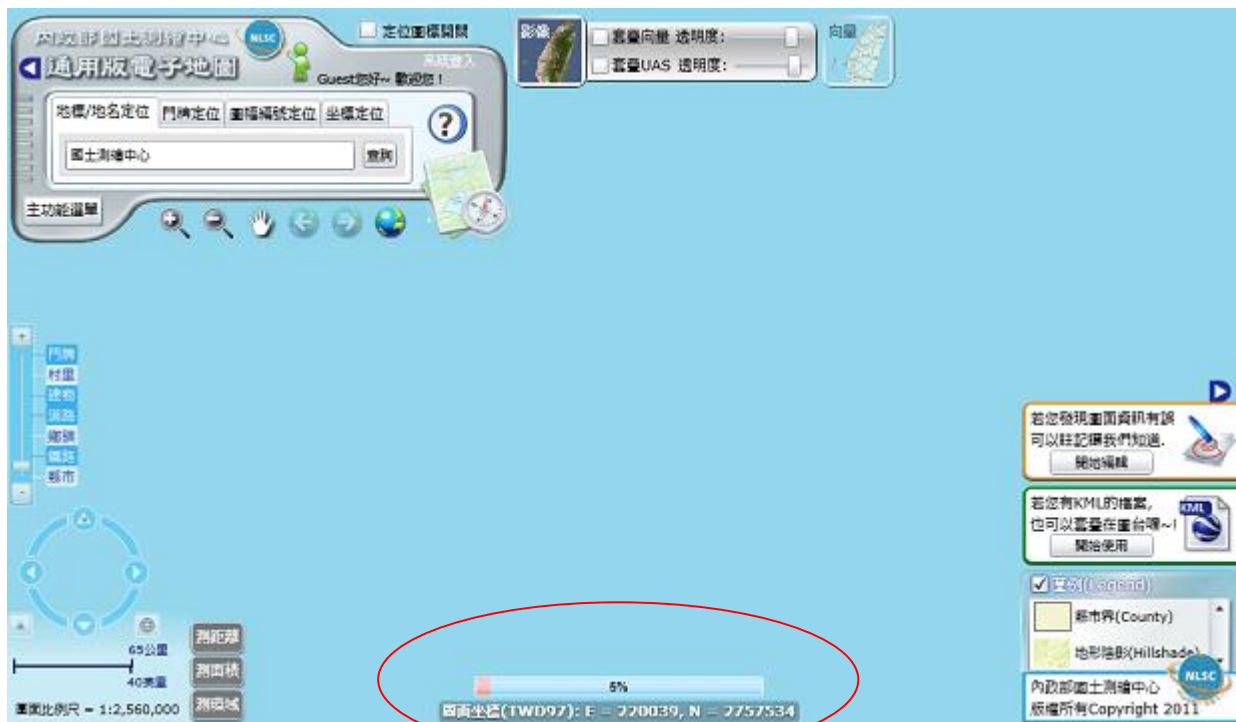 內政部國土測繪中心 NLSC
通用版電子地圖
定位圖標開關
系統登入
Guest您好~ 歡迎您！
地標/地名定位 門牌定位 圖幅編號定位 坐標定位
國土測繪中心 查詢
主功能選單
影像
套疊向量 透明度：
套疊UAS 透明度：
向量
門牌
村里
建物
道路
鄉鎮
鐵路
縣市
65公里
40英里
圖面比例尺 = 1:2,560,000
測距離
測面積
測環域
5%
圖面坐標(TWD97)：E = 220039, N = 2757534
若您發現圖面資訊有誤
可以註記讓我們知道.
開始編輯
若您有KML的檔案,
也可以套疊在圖台喔~!
開始使用
KML
圖例(Legend)
縣市界(County)
地形陰影(Hillshade)
內政部國土測繪中心
版權所有Copyright 2011
NLSC